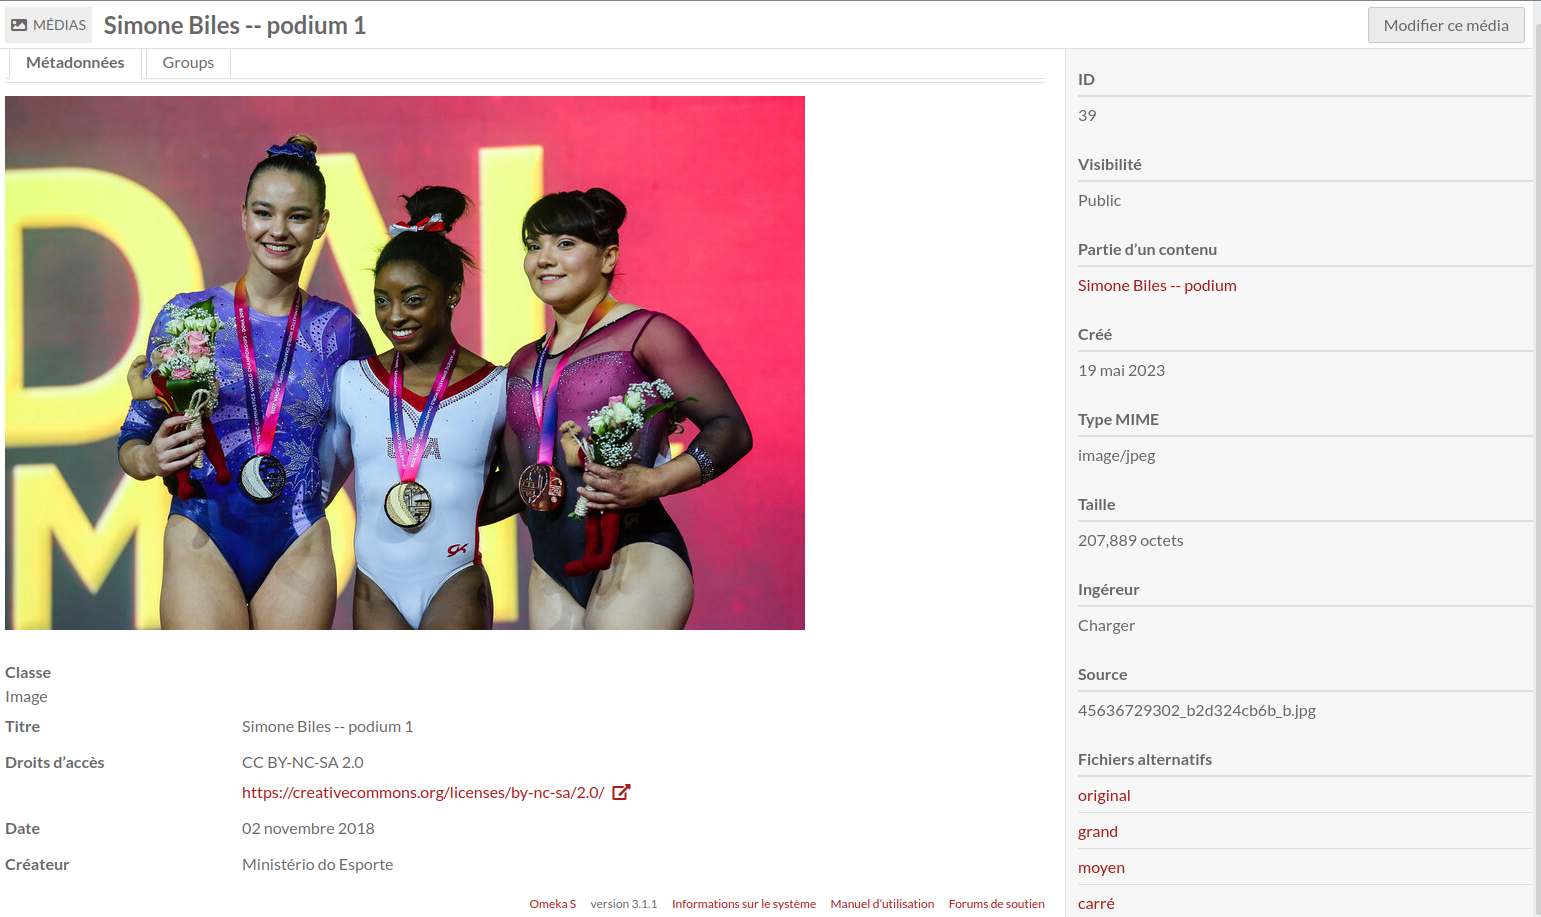 MÉDIAS
Simone Biles -- podium 1
Modifier ce média
Métadonnées
Groups
USA
GK
Classe
Image
Titre
Simone Biles -- podium 1
Droits d'accès
CC BY-NC-SA 2.0
https://creativecommons.org/licenses/by-nc-sa/2.0/
Date
02 novembre 2018
Créateur
Ministério do Esporte
Omeka S version 3.1.1 Informations sur le système Manuel d'utilisation Forums de soutien
ID
39
Visibilité
Public
Partie d'un contenu
Simone Biles -- podium
Créé
19 mai 2023
Type MIME
image/jpeg
Taille
207,889 octets
Ingéreur
Charger
Source
45636729302_b2d324cb6b_b.jpg
Fichiers alternatifs
original
grand
moyen
carré